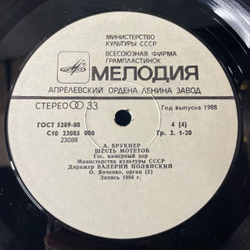 МИНИСТЕРСТВО
КУЛЬТУРЫ СССР
ВСЕСОЮЗНАЯ ФИРМА
ГРАМПЛАСТИНОК
МЕЛОДИЯ
АПРЕЛЕВСКИЙ ОРДЕНА ЛЕНИНА ЗАВОД
СТЕРЕО 33
Год выпуска 1988
ГОСТ 5289-80
4 (4)
С10 23085 000
Гр. 2. 1-20
23088
А. БРУКНЕР
ШЕСТЬ МОТЕТОВ
Гос. камерный хор
Министерства культуры СССР
Дирижер ВАЛЕРИЙ ПОЛЯНСКИЙ
О. Янченко, орган (1)
Запись 1984 г.